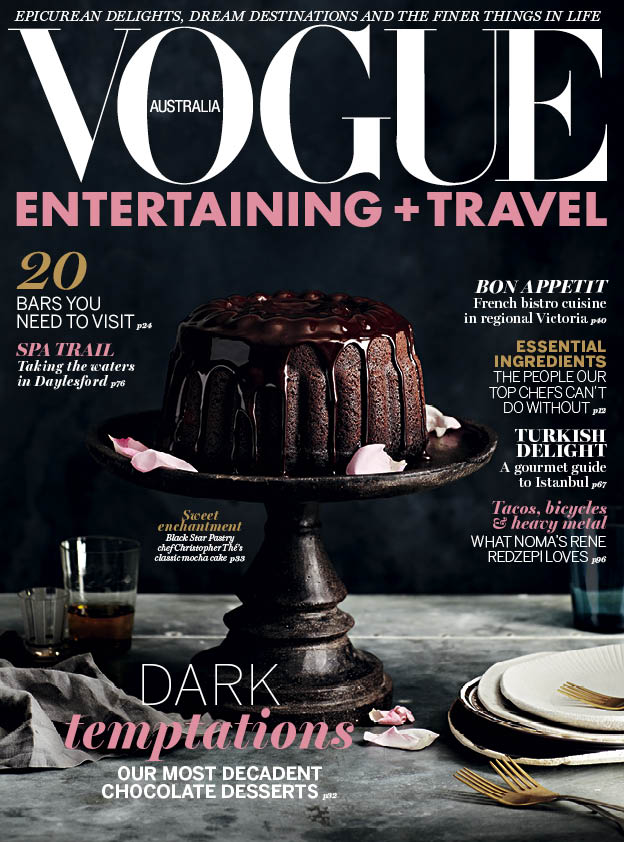 EPICUREAN DELIGHTS, DREAM DESTINATIONS AND THE FINER THINGS IN LIFE
VOGUE
AUSTRALIA
ENTERTAINING + TRAVEL
20
BARS YOU
NEED TO VISIT p24
SPA TRAIL
Taking the waters
in Daylesford p76
BON APPETIT
French bistro cuisine
in regional Victoria p40
ESSENTIAL
INGREDIENTS
THE PEOPLE OUR
TOP CHEFS CAN'T
DO WITHOUT p12
TURKISH
DELIGHT
A gourmet guide
to Istanbul p67
Tacos, bicycles
& heavy metal
WHAT NOMA'S RENE
REDZEPI LOVES p96
Sweet
enchantment
Black Star Pastry
chef Christopher Thé's
classic mocha cake p33
DARK
temptations
OUR MOST DECADENT
CHOCOLATE DESSERTS p32